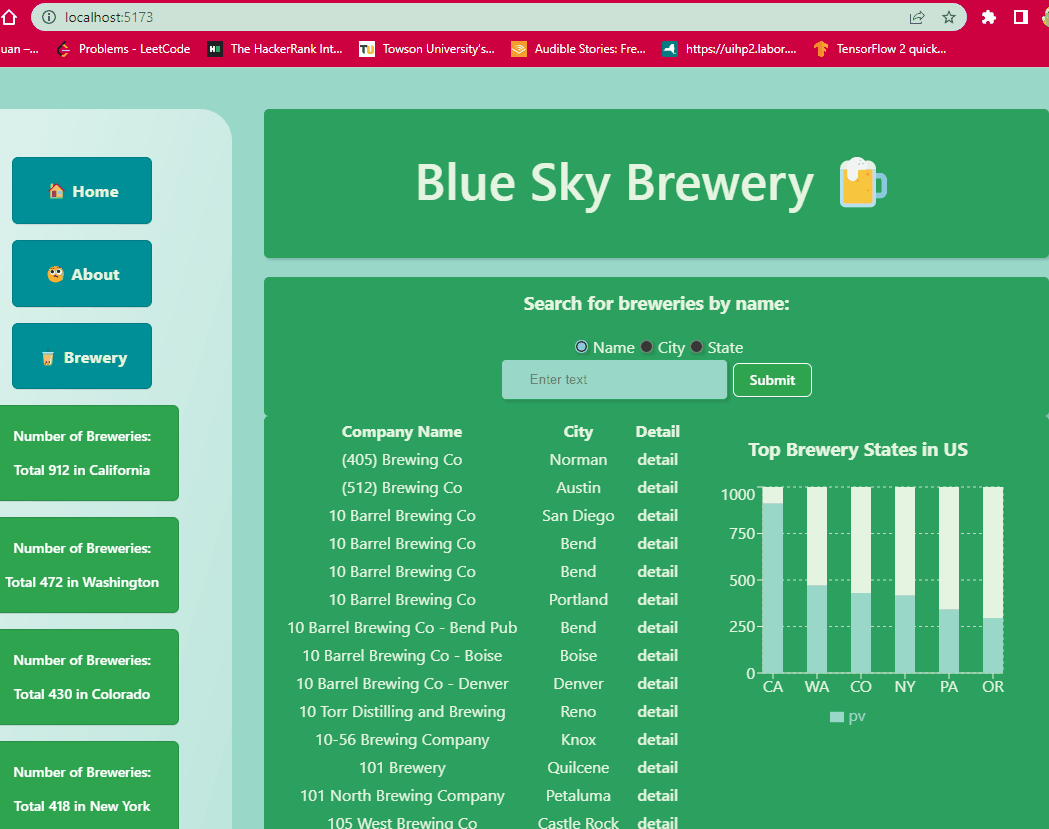 localhost:5173
uan –...
Problems - LeetCode
The HackerRank Int...
Towson University's...
Audible Stories: Fre...
https://uihp2.labor....
TensorFlow 2 quick...
Home
About
Brewery
Number of Breweries:
Total 912 in California
Number of Breweries:
Total 472 in Washington
Number of Breweries:
Total 430 in Colorado
Number of Breweries:
Total 418 in New York
Blue Sky Brewery
Search for breweries by name:
Name City State
Enter text
Submit
Company Name City Detail
(405) Brewing Co Norman detail
(512) Brewing Co Austin detail
10 Barrel Brewing Co San Diego detail
10 Barrel Brewing Co Bend detail
10 Barrel Brewing Co Bend detail
10 Barrel Brewing Co Portland detail
10 Barrel Brewing Co - Bend Pub Bend detail
10 Barrel Brewing Co - Boise Boise detail
10 Barrel Brewing Co - Denver Denver detail
10 Torr Distilling and Brewing Reno detail
10-56 Brewing Company Knox detail
101 Brewery Quilcene detail
101 North Brewing Company Petaluma detail
105 West Brewing Co Castle Rock detail
Top Brewery States in US
1000
750
500
250
0
CA WA CO NY PA OR
pv